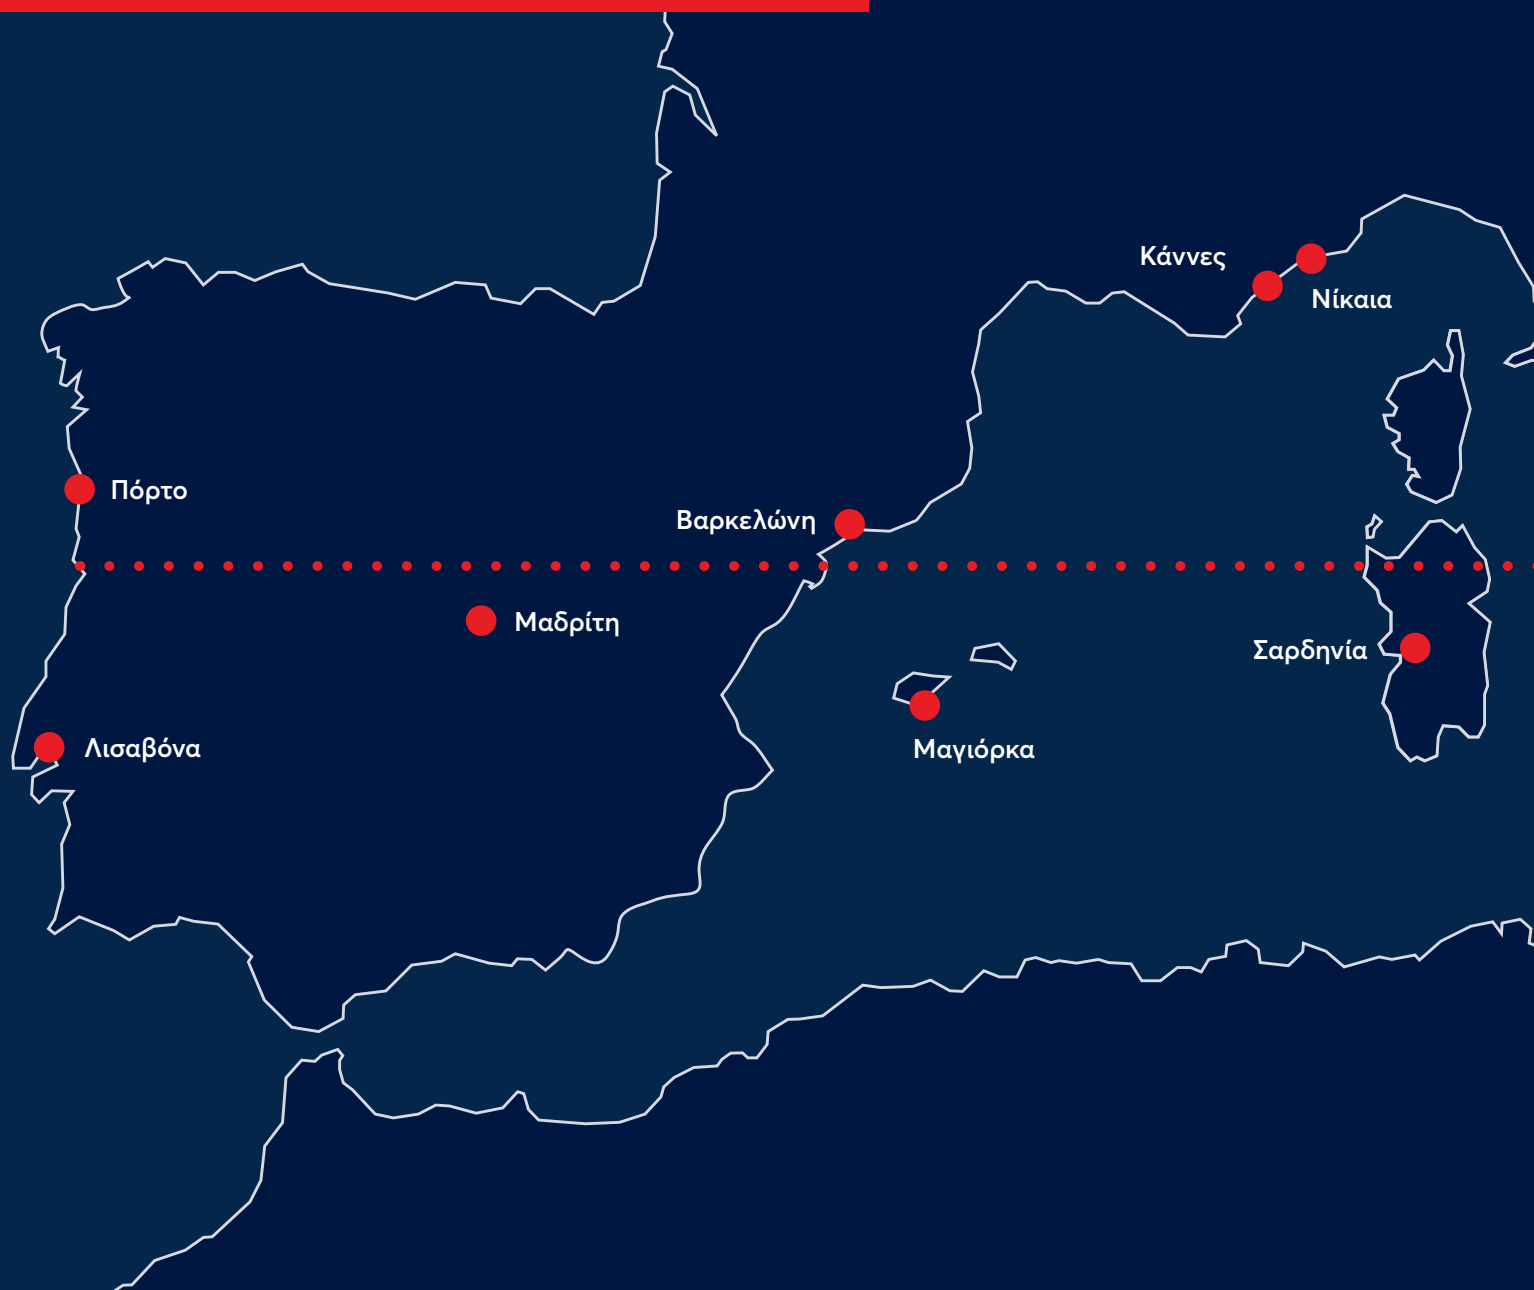 Κάννες
Νίκαια
Πόρτο
Βαρκελώνη
Μαδρίτη
Σαρδηνία
Λισαβόνα
Μαγιόρκα